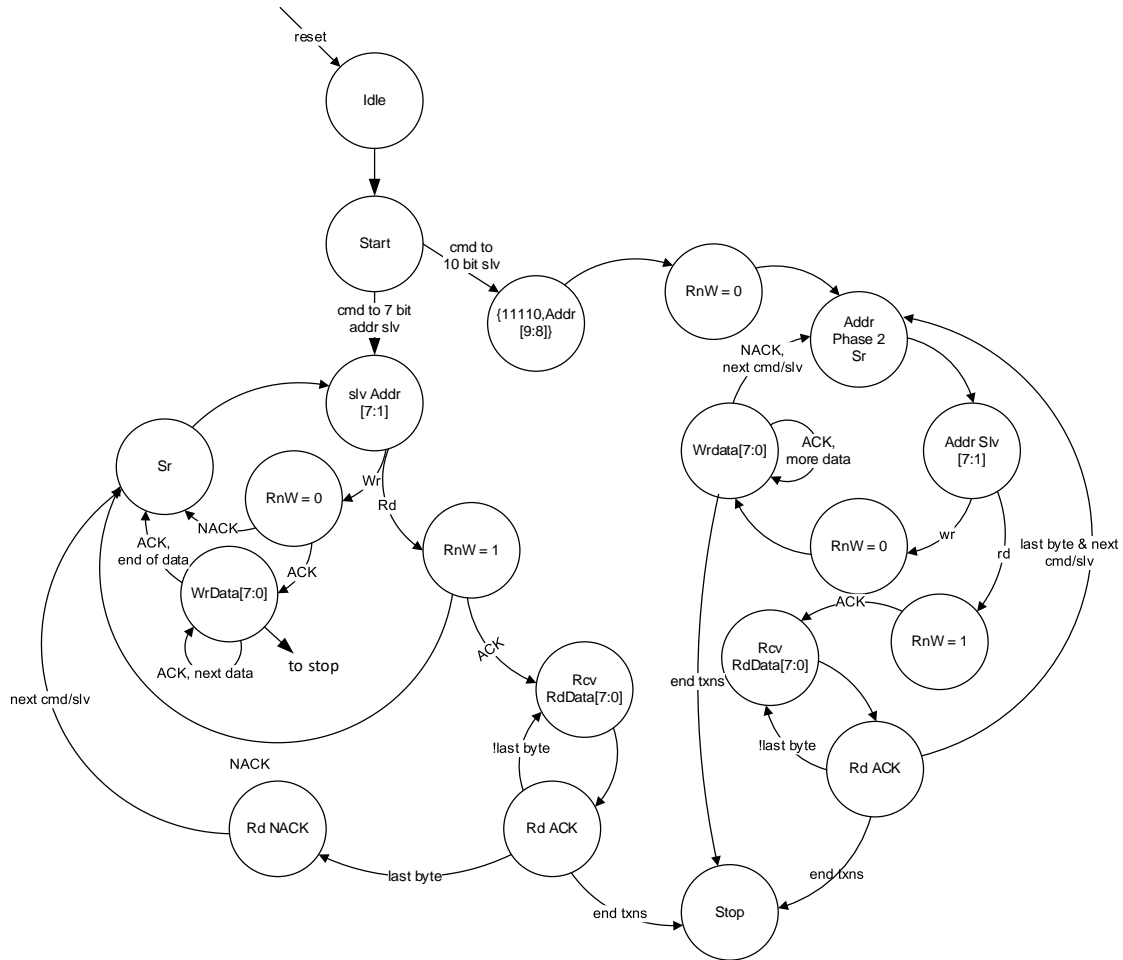 reset
Idle
Start
cmd to
10 bit slv
cmd to 7 bit
addr slv
{11110,Addr
[9:8]}
RnW = 0
Addr
Phase 2
Sr
NACK,
next cmd/slv
slv Addr
[7:1]
Wrdata[7:0]
ACK,
more data
Addr Slv
[7:1]
Sr
RnW = 0
Wr
Rd
NACK
ACK,
end of data
ACK
WrData[7:0]
ACK, next data
to stop
RnW = 1
ACK
RnW = 0
wr
rd
last byte & next
cmd/slv
ACK
RnW = 1
Rcv
RdData[7:0]
Rcv
RdData[7:0]
end txns
next cmd/slv
!last byte
!last byte
Rd ACK
NACK
Rd NACK
Rd ACK
last byte
end txns
end txns
Stop